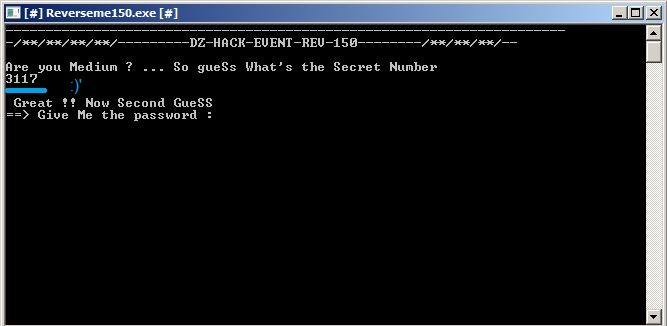 [#] Reverseme150.exe [#]
----------------------------------------------------------------------
-/**/**/**/**/---------DZ-HACK-EVENT-REV-150--------/**/**/**/--
Are you Medium ? ... So gueSs What's the Secret Number
3117 :)'
Great !! Now Second GueSS
==> Give Me the password :